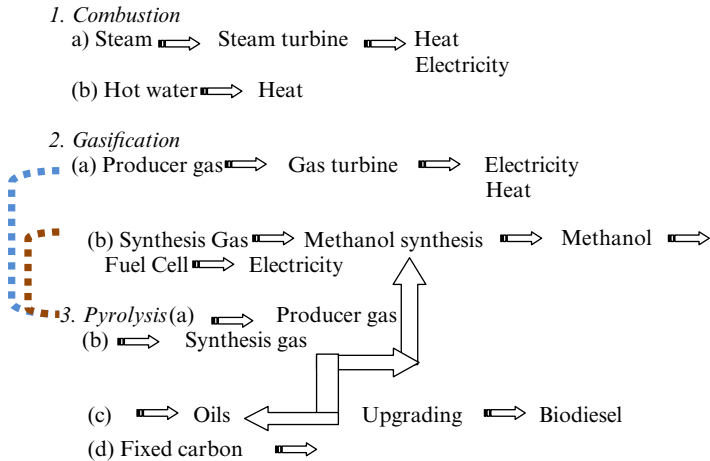 1. Combustion
a) Steam Steam turbine Heat
Electricity
(b) Hot water Heat
2. Gasification
(a) Producer gas Gas turbine Electricity
Heat
(b) Synthesis Gas Methanol synthesis Methanol
Fuel Cell Electricity
3. Pyrolysis(a) Producer gas
(b) Synthesis gas
(c) Oils Upgrading Biodiesel
(d) Fixed carbon